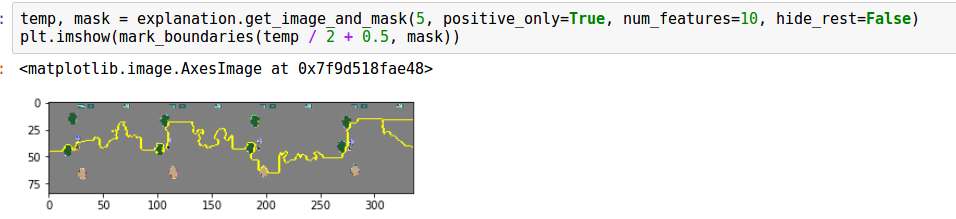 : temp, mask = explanation.get_image_and_mask(5, positive_only=True, num_features=10, hide_rest=False)
plt.imshow(mark_boundaries(temp / 2 + 0.5, mask))
: <matplotlib.image.AxesImage at 0x7f9d518fae48>
0
25
50
75
0 50 100 150 200 250 300